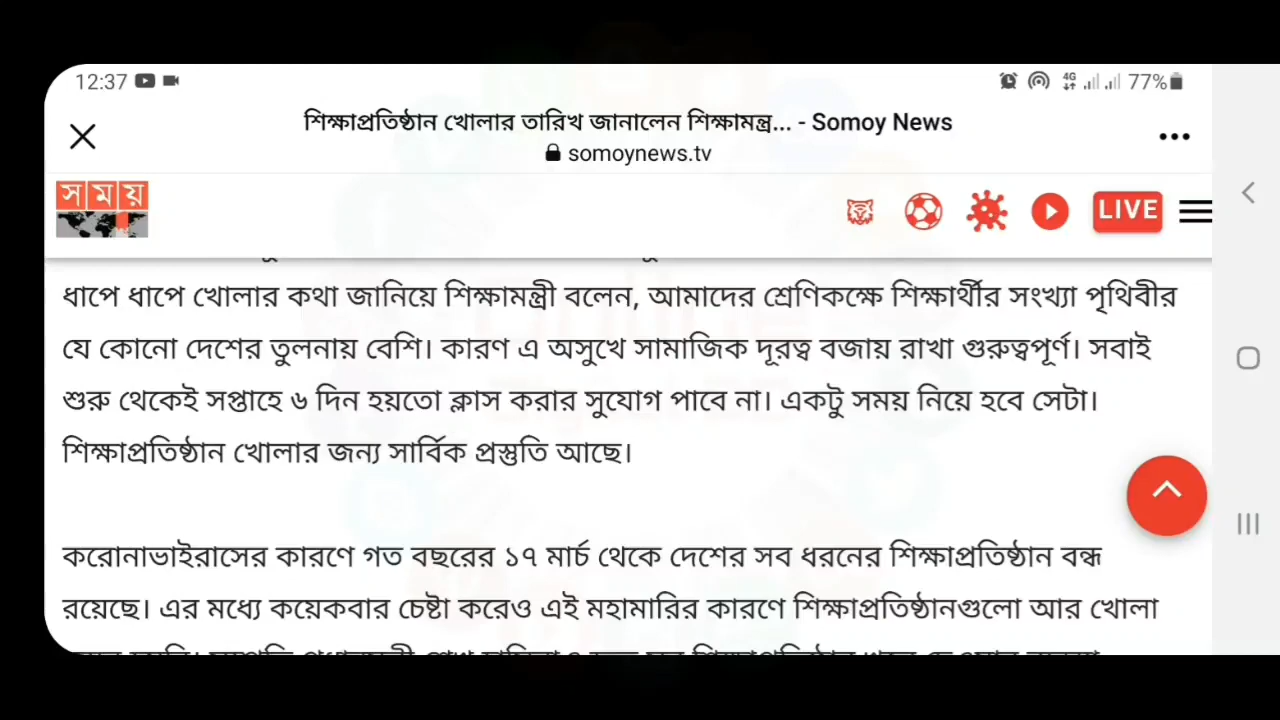 12:37
4G 77%
শিক্ষাপ্রতিষ্ঠান খোলার তারিখ জানালেন শিক্ষামন্ত্র... - Somoy News
somoynews.tv
সময়
LIVE
ধাপে ধাপে খোলার কথা জানিয়ে শিক্ষামন্ত্রী বলেন, আমাদের শ্রেণিকক্ষে শিক্ষার্থীর সংখ্যা পৃথিবীর
যে কোনো দেশের তুলনায় বেশি। কারণ এ অসুখে সামাজিক দূরত্ব বজায় রাখা গুরুত্বপূর্ণ। সবাই
শুরু থেকেই সপ্তাহে ৬ দিন হয়তো ক্লাস করার সুযোগ পাবে না। একটু সময় নিয়ে হবে সেটা।
শিক্ষাপ্রতিষ্ঠান খোলার জন্য সার্বিক প্রস্তুতি আছে।
করোনাভাইরাসের কারণে গত বছরের ১৭ মার্চ থেকে দেশের সব ধরনের শিক্ষাপ্রতিষ্ঠান বন্ধ
রয়েছে। এর মধ্যে কয়েকবার চেষ্টা করেও এই মহামারির কারণে শিক্ষাপ্রতিষ্ঠানগুলো আর খোলা